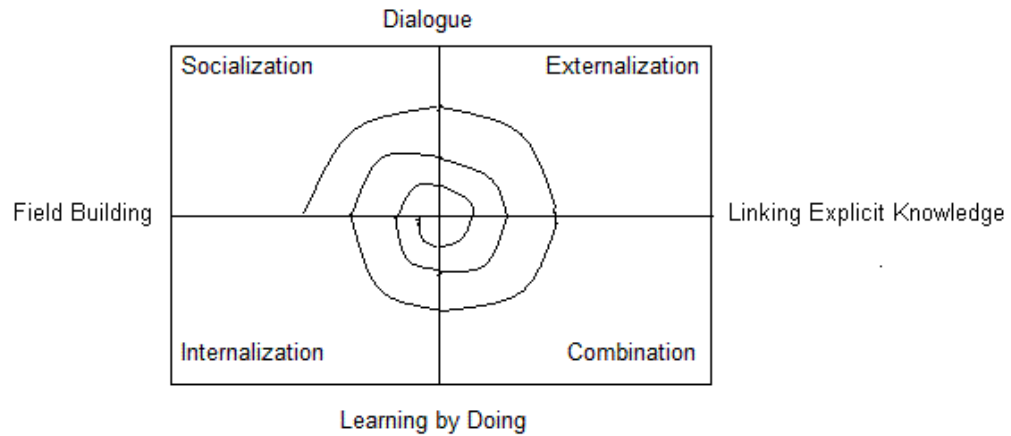 Dialogue
Socialization
Externalization
Field Building
Linking Explicit Knowledge
Internalization
Combination
Learning by Doing